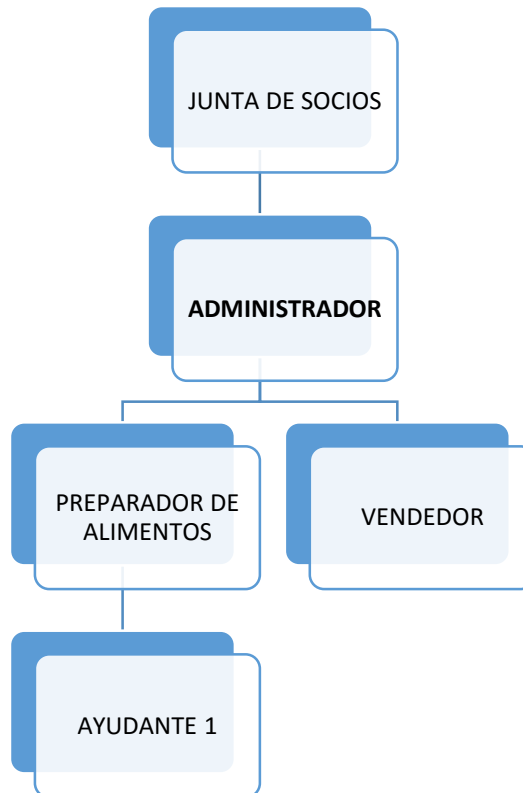 JUNTA DE SOCIOS
ADMINISTRADOR
PREPARADOR DE
ALIMENTOS
VENDEDOR
AYUDANTE 1